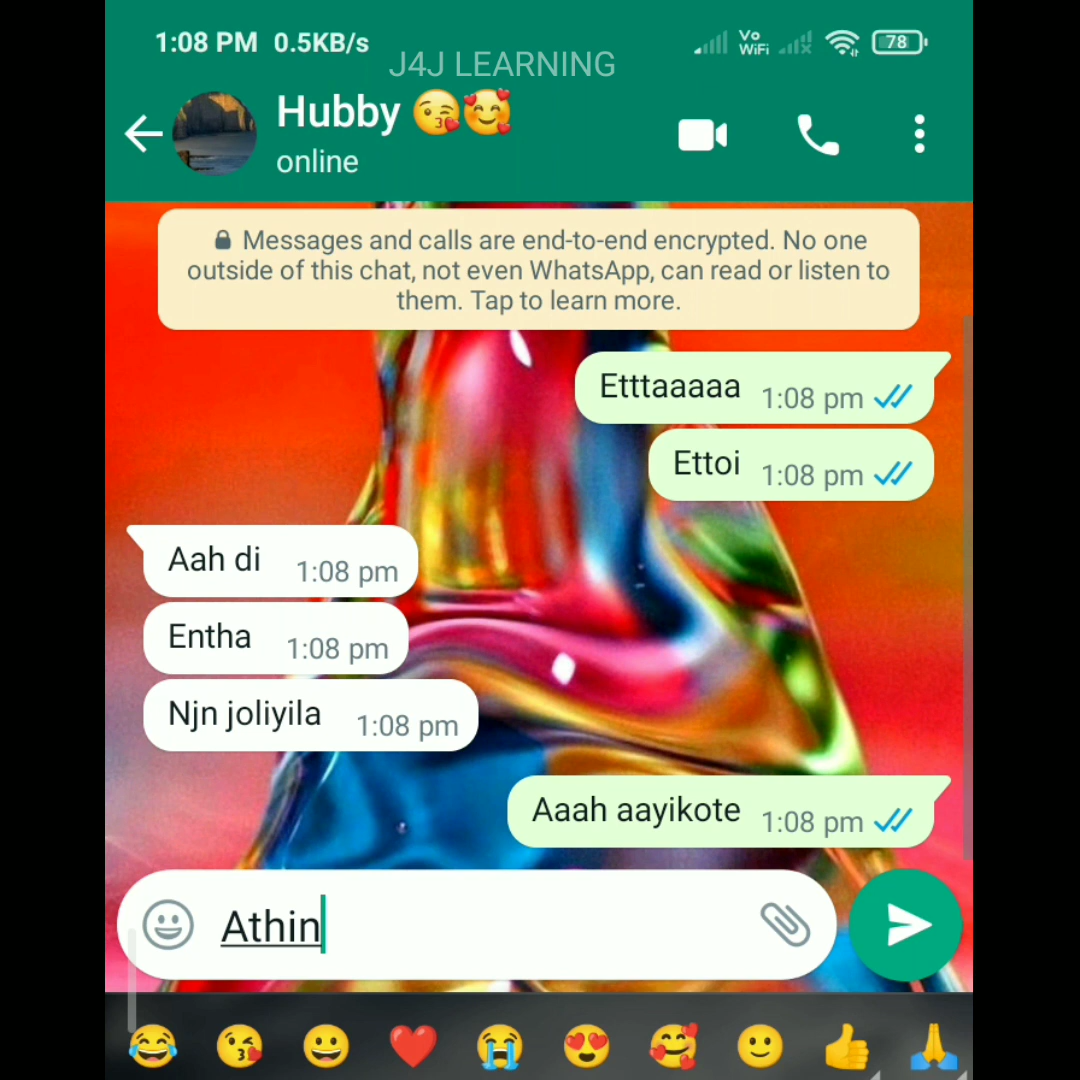 1:08 PM 0.5KB/s Vo WiFi 78
J4J LEARNING
Hubby 😘🥰
online
Messages and calls are end-to-end encrypted. No one
outside of this chat, not even WhatsApp, can read or listen to
them. Tap to learn more.
Etttaaaaa 1:08 pm
Ettoi 1:08 pm
Aah di 1:08 pm
Entha 1:08 pm
Njn joliyila 1:08 pm
Aaah aayikote 1:08 pm
Athin